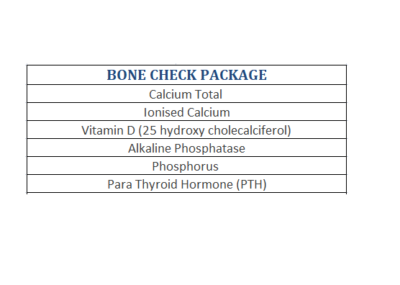 BONE CHECK PACKAGE
Calcium Total
Ionised Calcium
Vitamin D (25 hydroxy cholecalciferol)
Alkaline Phosphatase
Phosphorus
Para Thyroid Hormone (PTH)